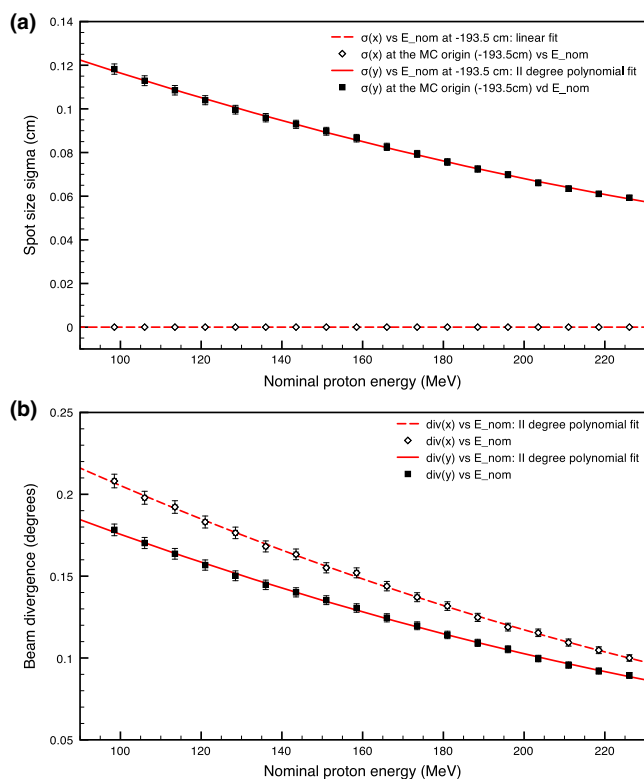 (a)
σ(x) vs E_nom at -193.5 cm: linear fit
σ(x) at the MC origin (-193.5cm) vs E_nom
σ(y) vs E_nom at -193.5 cm: II degree polynomial fit
σ(y) at the MC origin (-193.5cm) vd E_nom
Spot size sigma (cm)
0.14
0.12
0.1
0.08
0.06
0.04
0.02
0
100 120 140 160 180 200 220
Nominal proton energy (MeV)
(b)
div(x) vs E_nom: II degree polynomial fit
div(x) vs E_nom
div(y) vs E_nom: II degree polynomial fit
div(y) vs E_nom
Beam divergence (degrees)
0.25
0.2
0.15
0.1
0.05
100 120 140 160 180 200 220
Nominal proton energy (MeV)